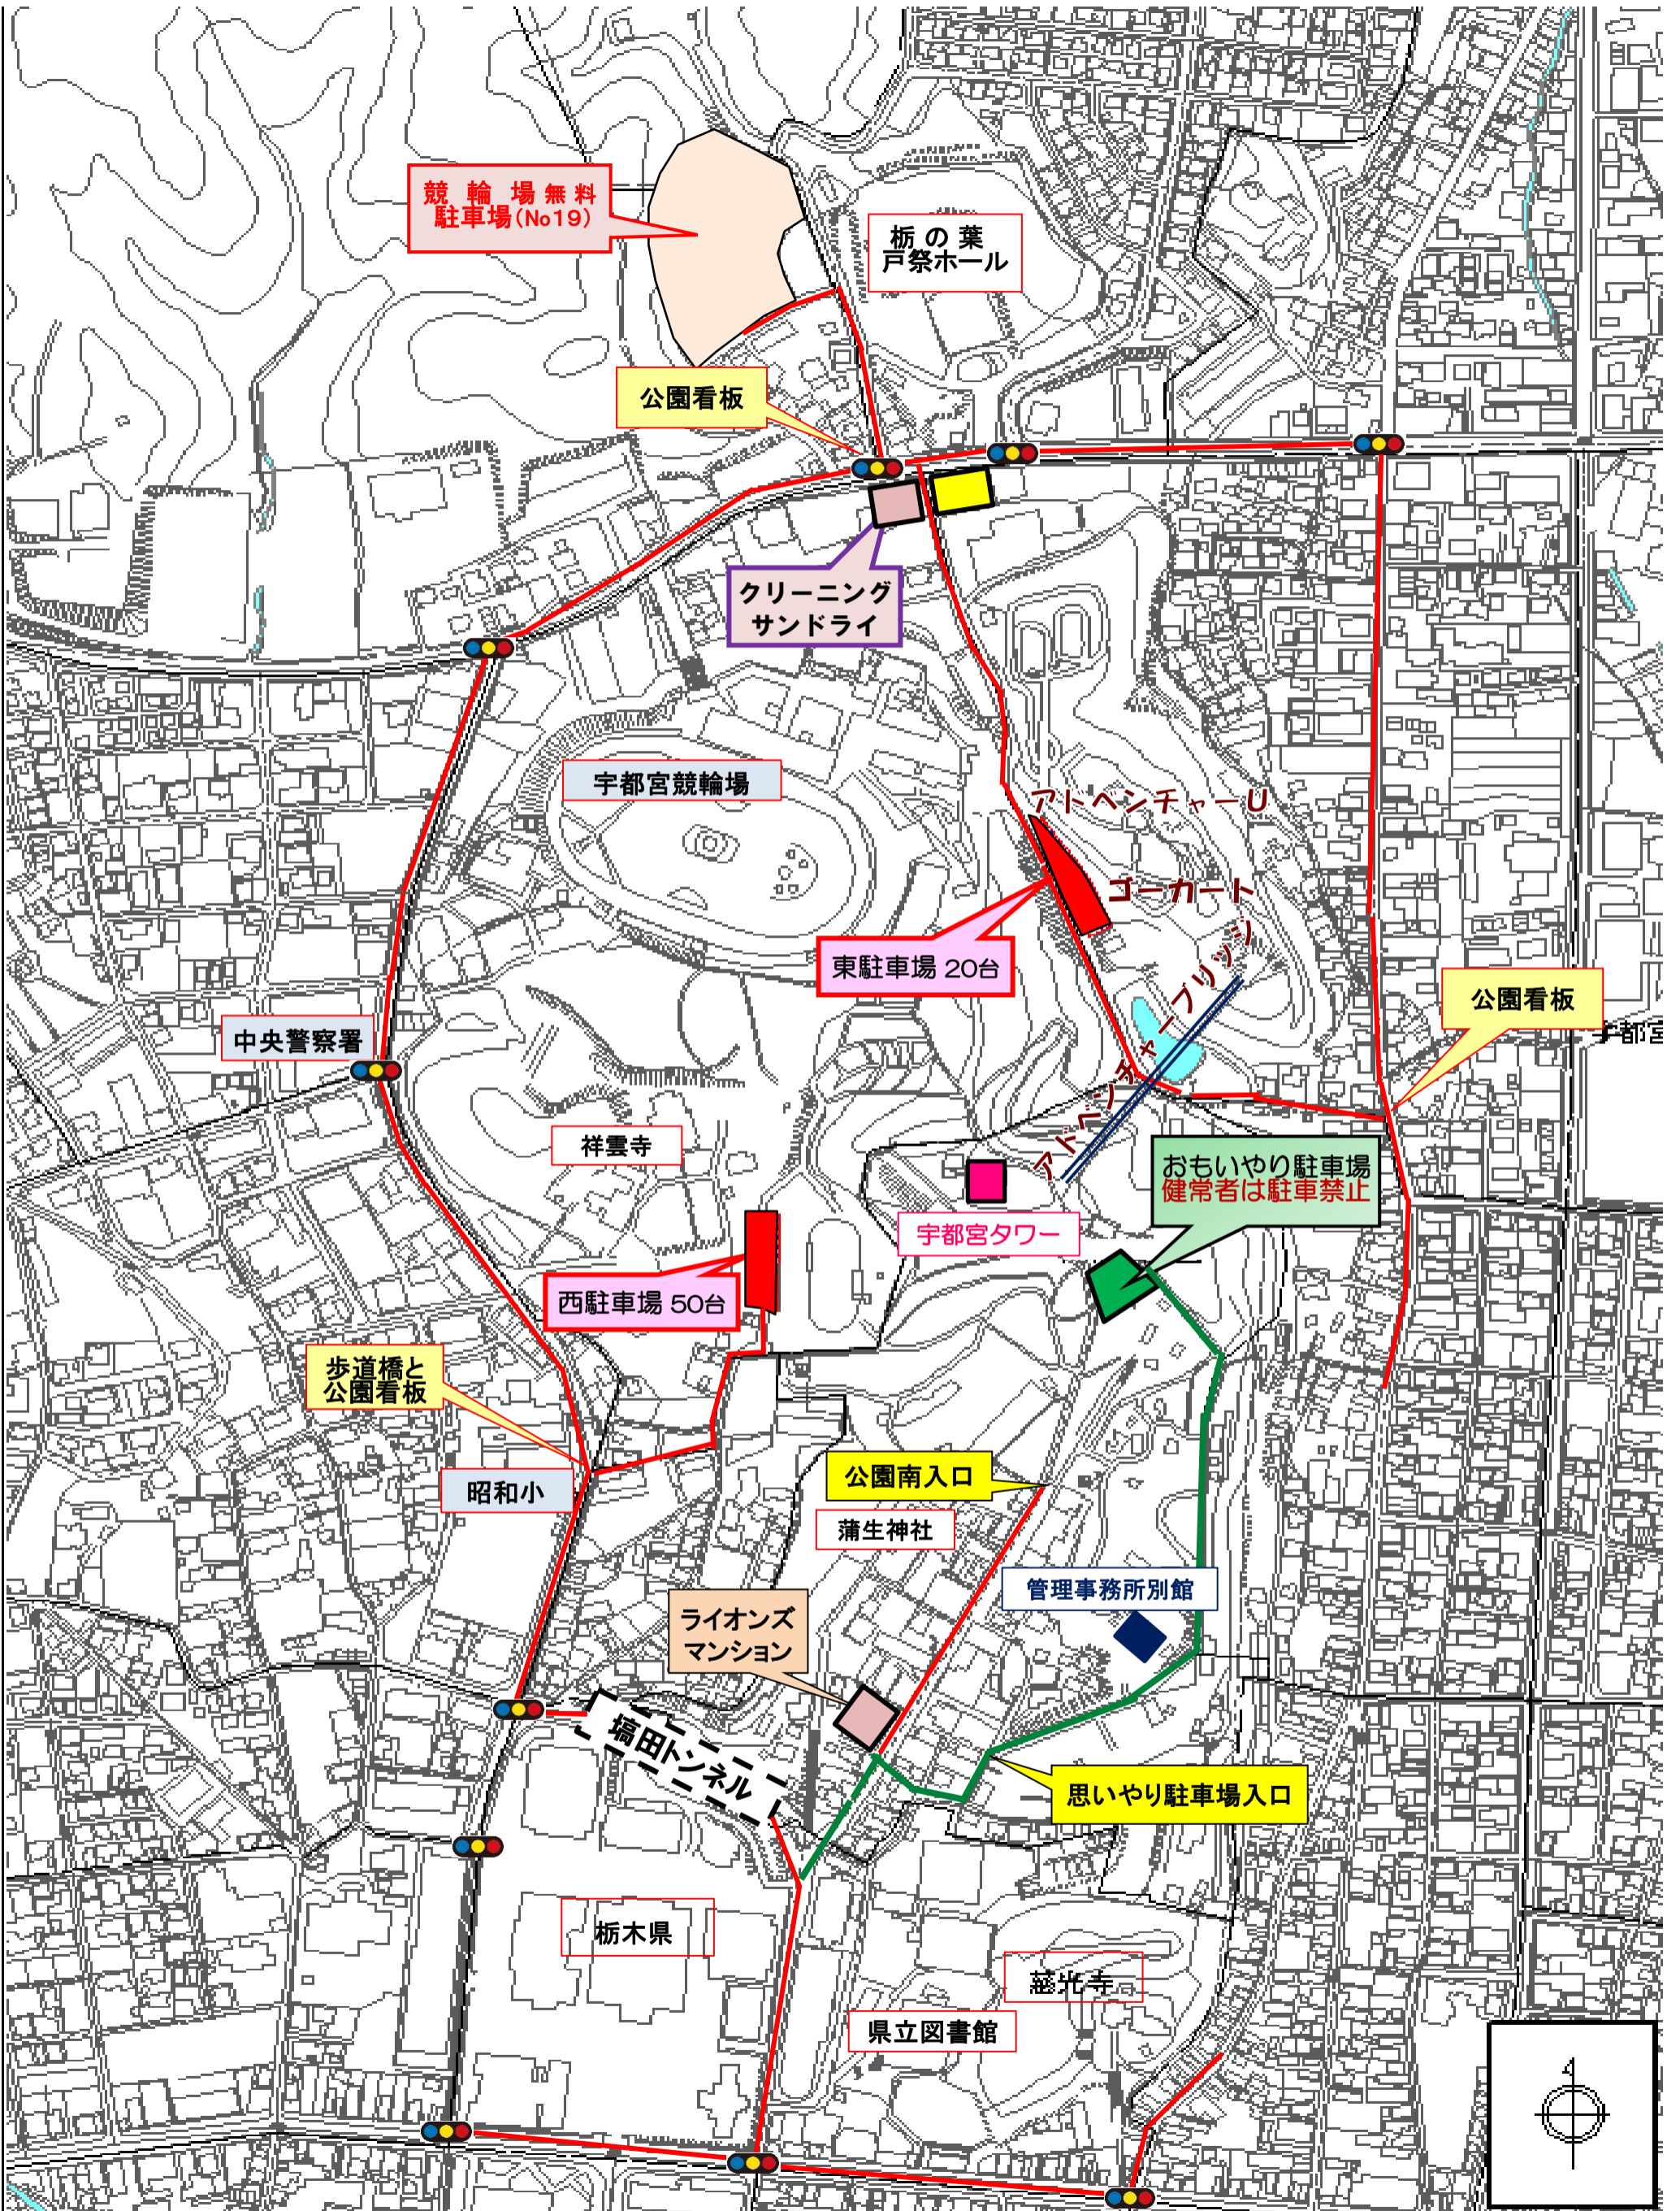 競輪場無料
駐車場(No19)
栃の葉
戸祭ホール
公園看板
クリーニング
サンドライ
宇都宮競輪場
アドベンチャーU
ゴーカート
東駐車場 20台
アドベンチャーブリッジ
公園看板
宇都宮
中央警察署
祥雲寺
おもいやり駐車場
健常者は駐車禁止
宇都宮タワー
西駐車場 50台
歩道橋と
公園看板
公園南入口
昭和小
蒲生神社
管理事務所別館
ライオンズ
マンション
塙田トンネル
思いやり駐車場入口
栃木県
慈光寺
県立図書館